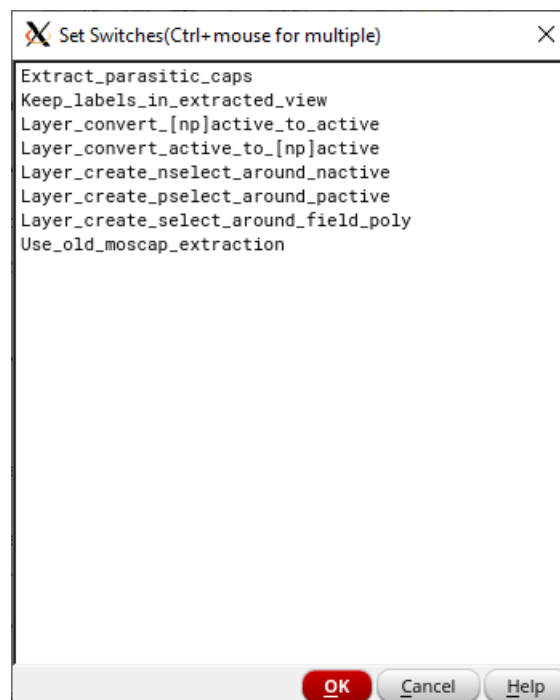 Set Switches(Ctrl+mouse for multiple)
Extract_parasitic_caps
Keep_labels_in_extracted_view
Layer_convert_[np]active_to_active
Layer_convert_active_to_[np]active
Layer_create_nselect_around_nactive
Layer_create_pselect_around_pactive
Layer_create_select_around_field_poly
Use_old_moscap_extraction
OK Cancel Help